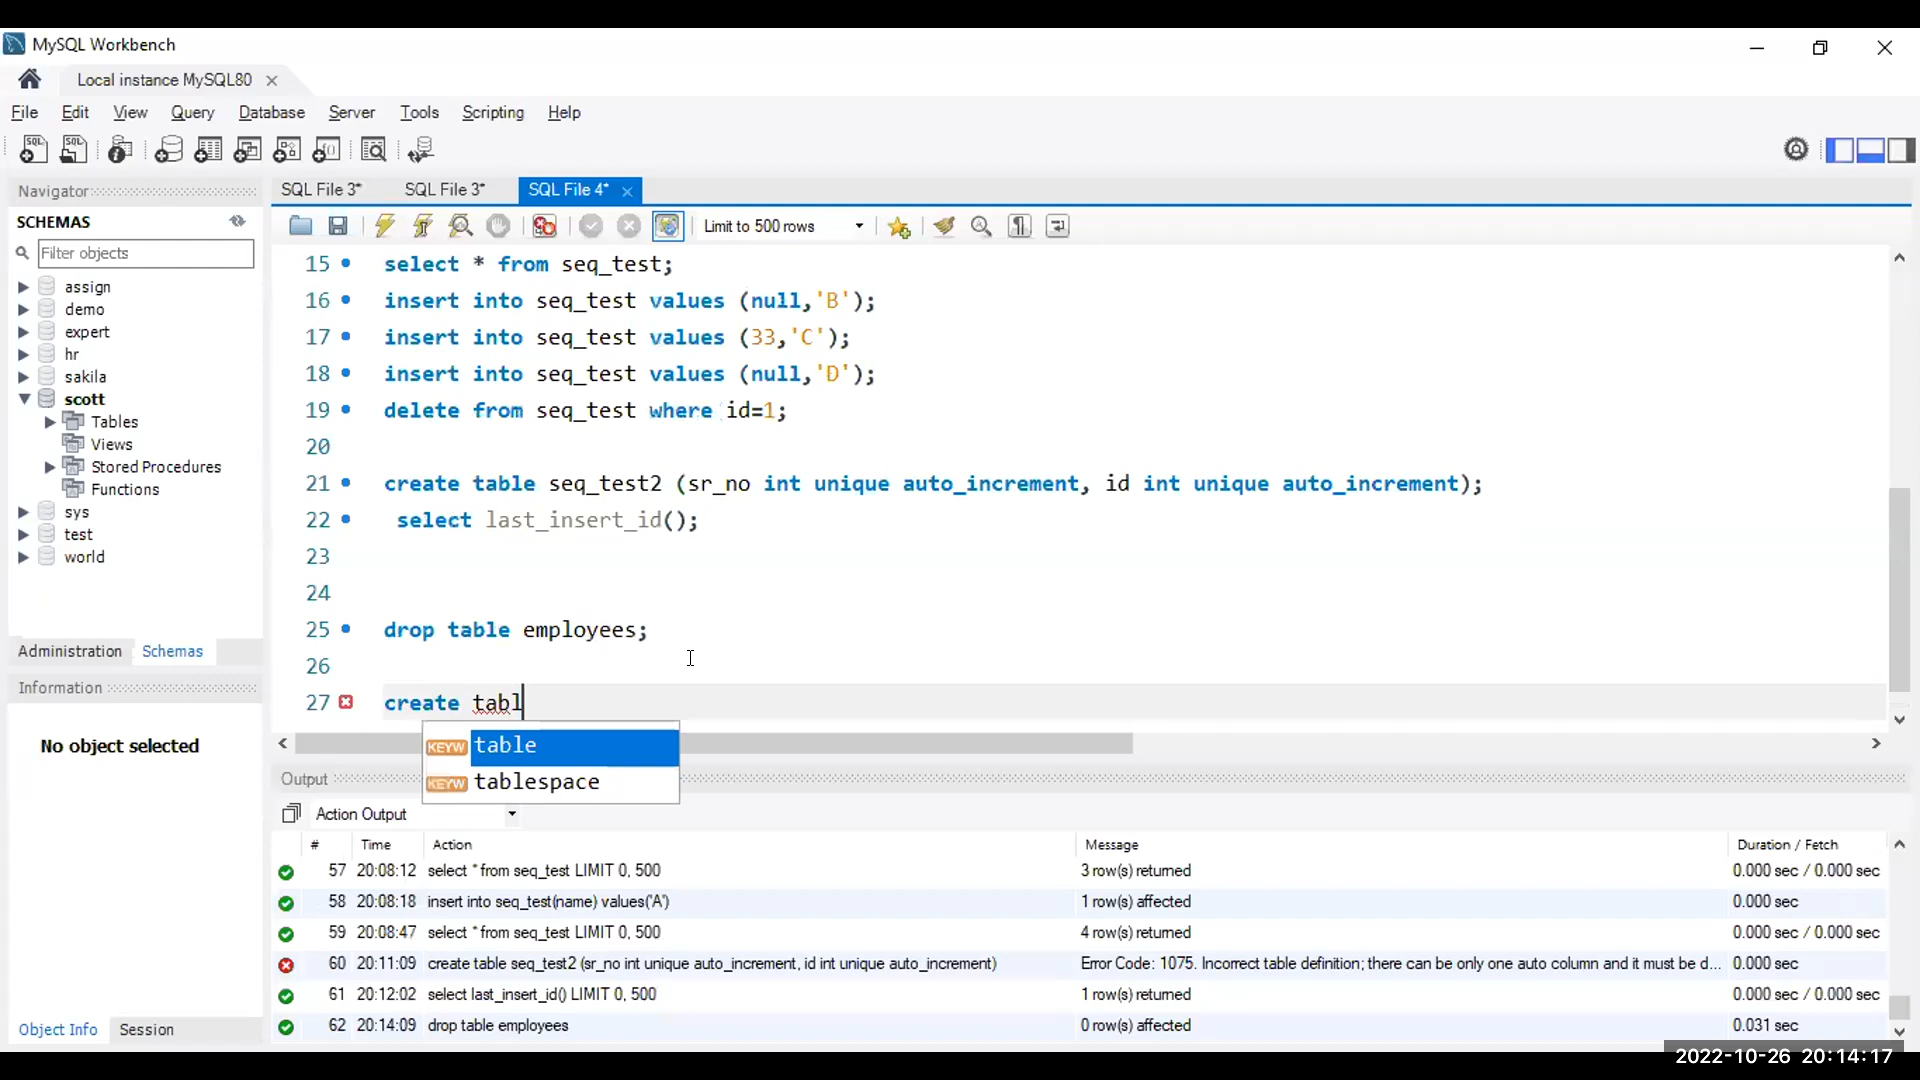 MySQL Workbench
Local instance MySQL80
File Edit View Query Database Server Tools Scripting Help
Navigator
SCHEMAS
Filter objects
assign
demo
expert
hr
sakila
scott
Tables
Views
Stored Procedures
Functions
sys
test
world
Administration Schemas
Information
No object selected
Object Info Session
SQL File 3* SQL File 3* SQL File 4*
Limit to 500 rows
15 select * from seq_test;
16 insert into seq_test values (null,'B');
17 insert into seq_test values (33,'C');
18 insert into seq_test values (null,'D');
19 delete from seq_test where id=1;
20
21 create table seq_test2 (sr_no int unique auto_increment, id int unique auto_increment);
22 select last_insert_id();
23
24
25 drop table employees;
26
27 create tabl
KEYW table
KEYW tablespace
Output
Action Output
# Time Action Message Duration / Fetch
57 20:08:12 select * from seq_test LIMIT 0, 500 3 row(s) returned 0.000 sec / 0.000 sec
58 20:08:18 insert into seq_test(name) values('A') 1 row(s) affected 0.000 sec
59 20:08:47 select * from seq_test LIMIT 0, 500 4 row(s) returned 0.000 sec / 0.000 sec
60 20:11:09 create table seq_test2 (sr_no int unique auto_increment, id int unique auto_increment) Error Code: 1075. Incorrect table definition; there can be only one auto column and it must be d... 0.000 sec
61 20:12:02 select last_insert_id() LIMIT 0, 500 1 row(s) returned 0.000 sec / 0.000 sec
62 20:14:09 drop table employees 0 row(s) affected 0.031 sec
2022-10-26 20:14:17